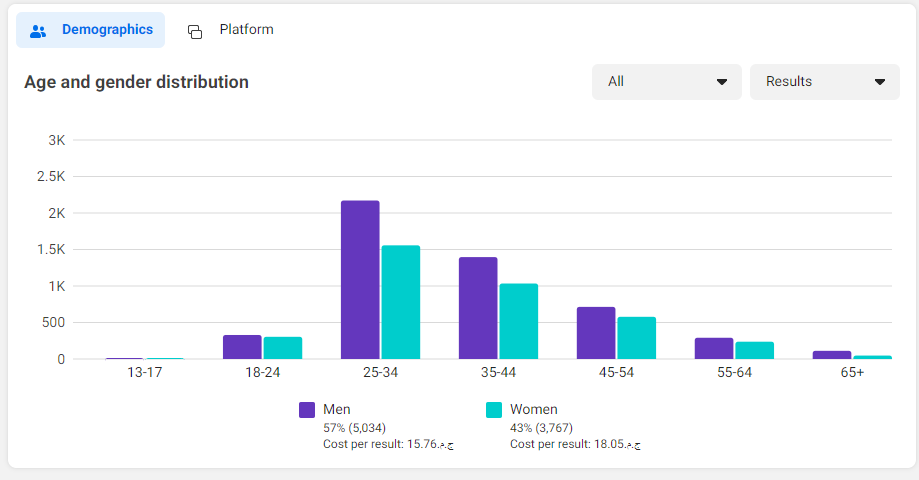 Demographics
Platform
Age and gender distribution
All
Results
3K
2.5K
2K
1.5K
1K
500
0
13-17
18-24
25-34
35-44
45-54
55-64
65+
Men
57% (5,034)
Cost per result: 15.76.ج.م
Women
43% (3,767)
Cost per result: 18.05.ج.م